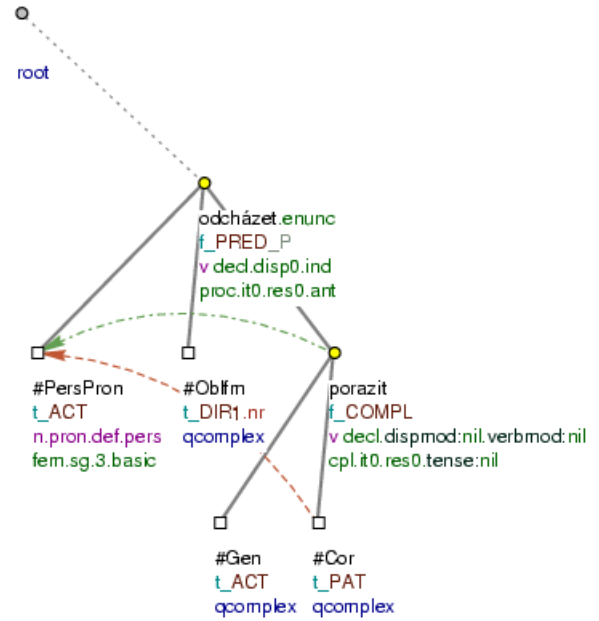 root
odcházet.enunc
f_PRED_P
v decl.disp0.ind
proc.it0.res0.ant
#PersPron
t_ACT
n.pron.def.pers
fem.sg.3.basic
#Oblfm
t_DIR1.nr
qcomplex
porazit
f_COMPL
v decl.dispmod:nil.verbmod:nil
cpl.it0.res0.tense:nil
#Gen
t_ACT
qcomplex
#Cor
t_PAT
qcomplex